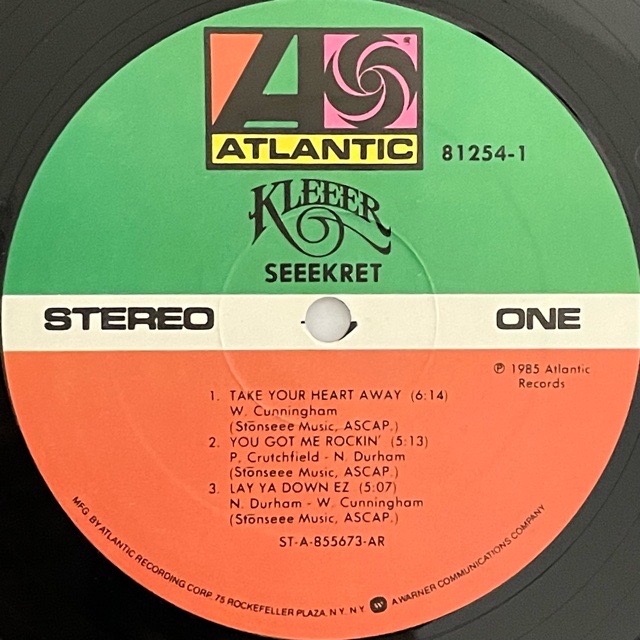 ATLANTIC
81254-1
KLEEER
SEEEKRET
STEREO
ONE
℗ 1985 Atlantic
Records
1. TAKE YOUR HEART AWAY (6:14)
W. Cunningham
(Stonseee Music, ASCAP.)
2. YOU GOT ME ROCKIN' (5:13)
P. Crutchfield - N. Durham
(Stonseee Music, ASCAP.)
3. LAY YA DOWN EZ (5:07)
N. Durham - W. Cunningham
(Stonseee Music, ASCAP.)
ST-A-855673-AR
MFG. BY ATLANTIC RECORDING CORP. 75 ROCKEFELLER PLAZA, N.Y. N.Y. A WARNER COMMUNICATIONS COMPANY